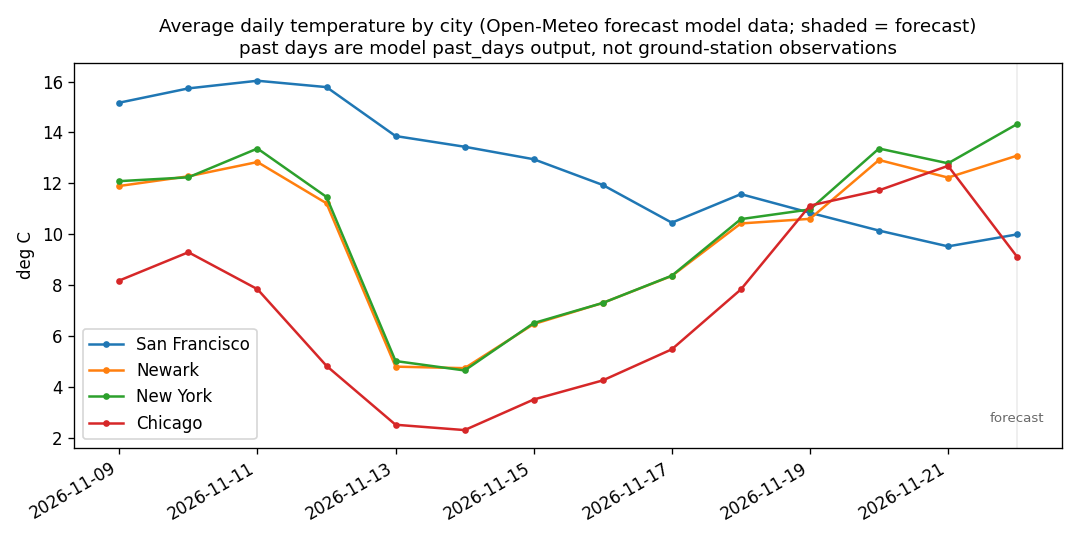 Average daily temperature by city (Open-Meteo forecast model data; shaded = forecast)
past days are model past_days output, not ground-station observations
deg C
16
14
12
10
8
6
4
2
San Francisco
Newark
New York
Chicago
forecast
2026-11-09
2026-11-11
2026-11-13
2026-11-15
2026-11-17
2026-11-19
2026-11-21